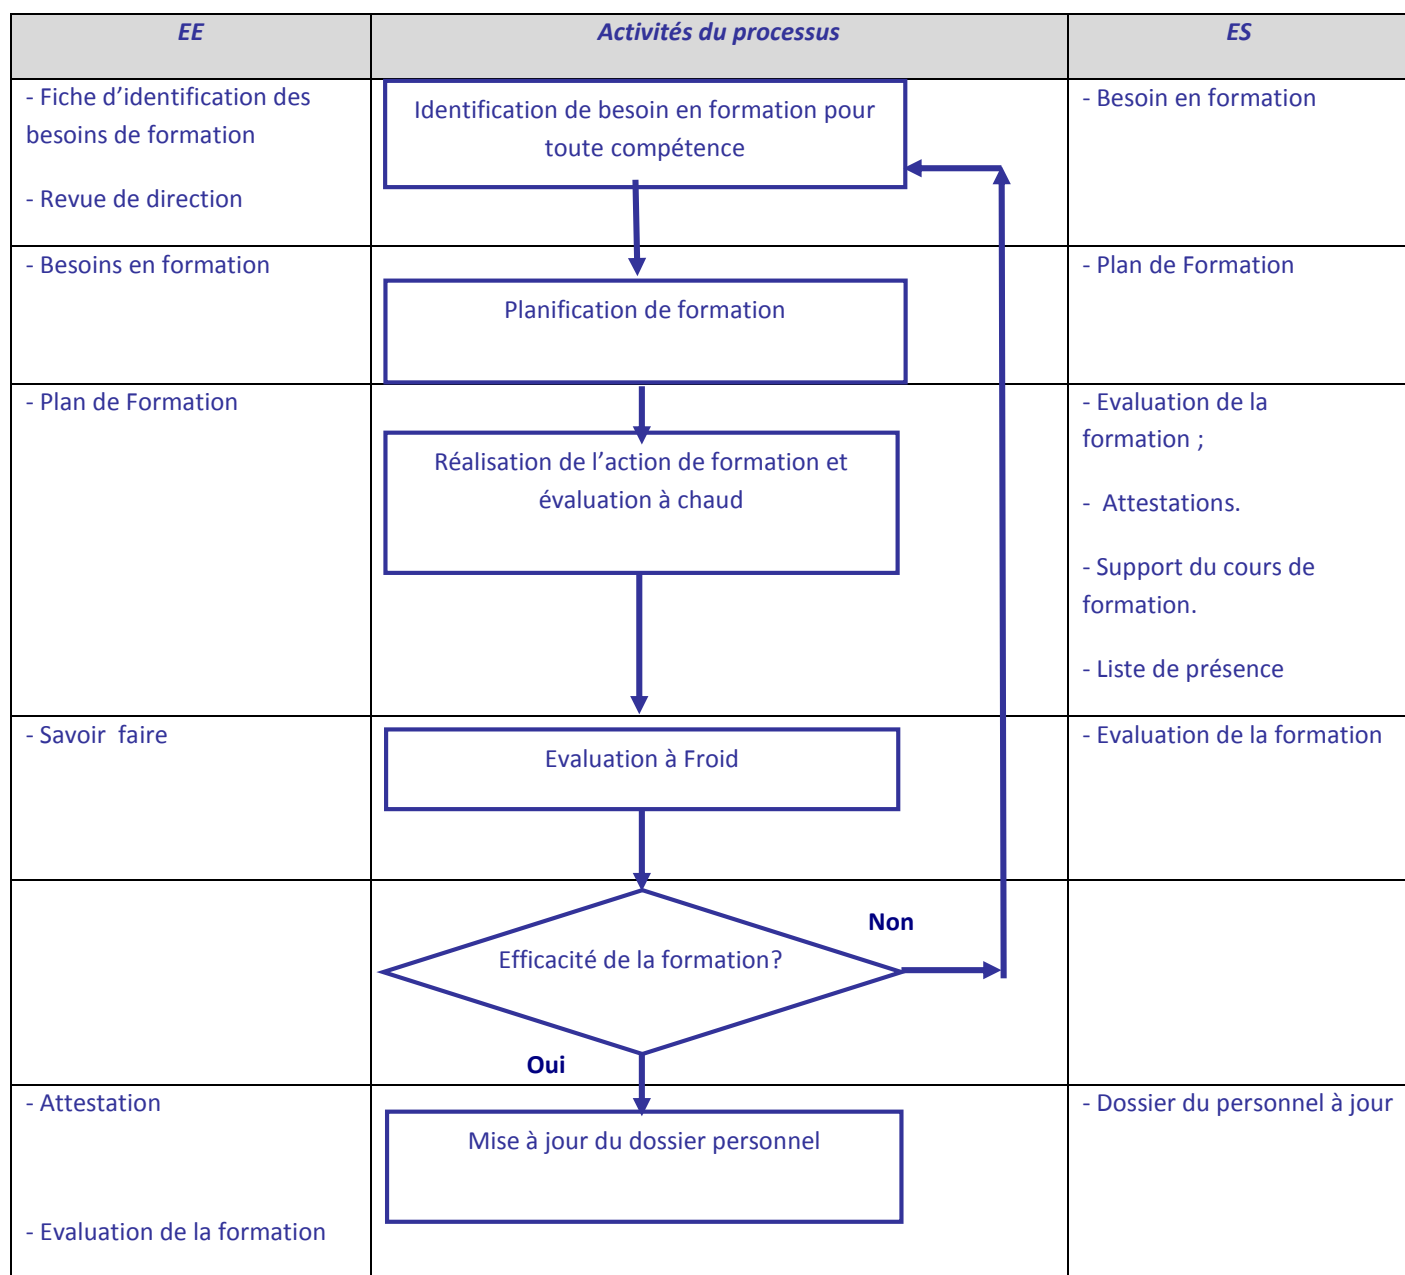 EE
Activités du processus
ES
- Fiche d’identification des
besoins de formation
- Revue de direction
Identification de besoin en formation pour
toute compétence
- Besoin en formation
- Besoins en formation
Planification de formation
- Plan de Formation
- Plan de Formation
Réalisation de l’action de formation et
évaluation à chaud
- Evaluation de la
formation ;
- Attestations.
- Support du cours de
formation.
- Liste de présence
- Savoir faire
Evaluation à Froid
- Evaluation de la formation
Non
Efficacité de la formation?
Oui
- Attestation
- Evaluation de la formation
Mise à jour du dossier personnel
- Dossier du personnel à jour